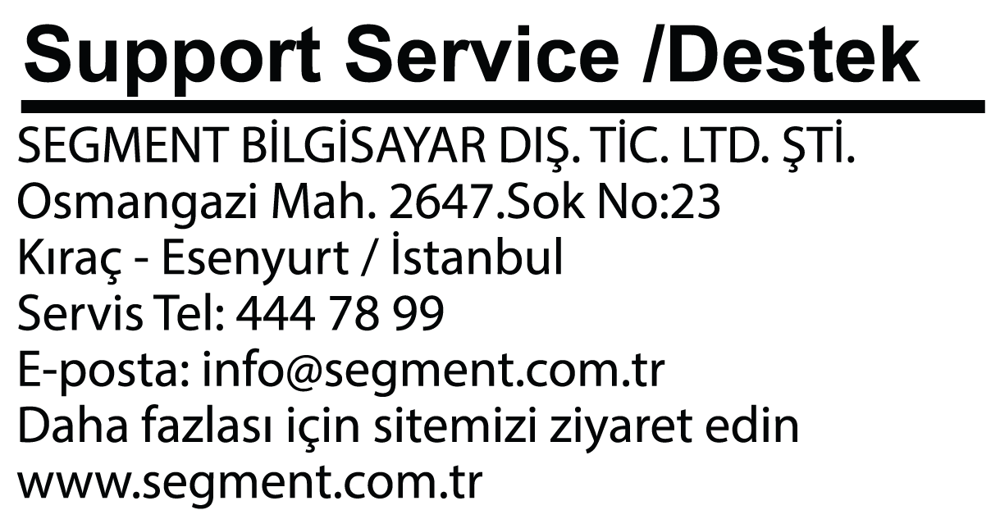 Support Service /Destek
SEGMENT BİLGİSAYAR DIŞ. TİC. LTD. ŞTİ.
Osmangazi Mah. 2647.Sok No:23
Kıraç - Esenyurt / İstanbul
Servis Tel: 444 78 99
E-posta: info@segment.com.tr
Daha fazlası için sitemizi ziyaret edin
www.segment.com.tr